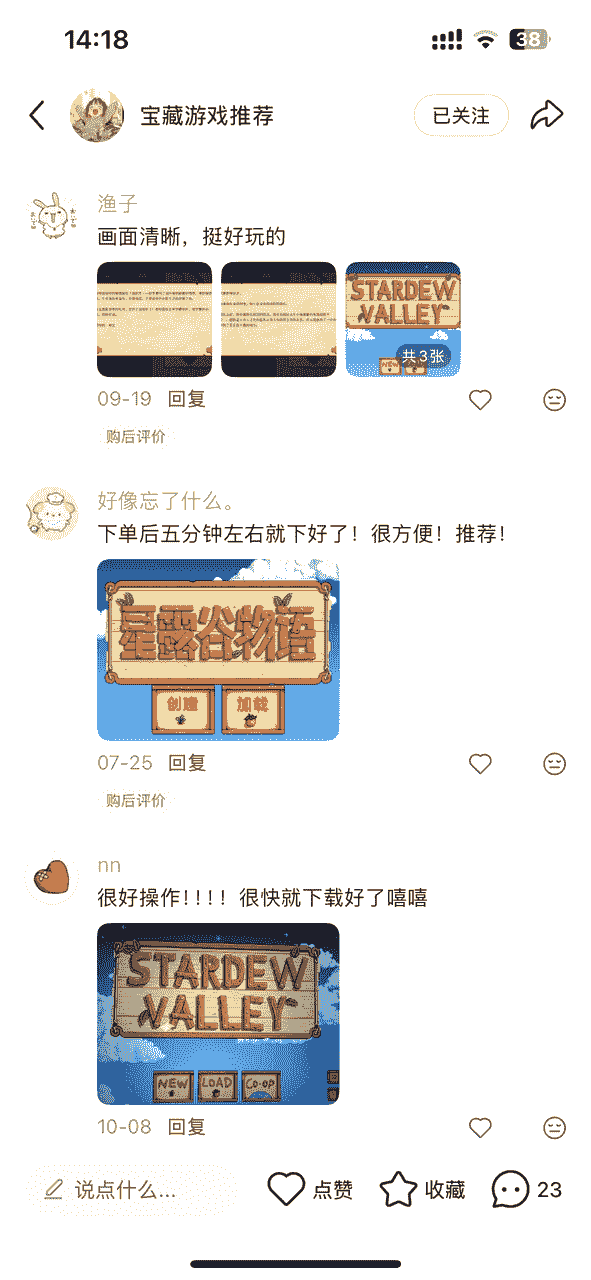 14:18
38
宝藏游戏推荐
已关注
渔子
画面清晰，挺好玩的
STARDEW
VALLEY
共3张
09-19 回复
购后评价
好像忘了什么。
下单后五分钟左右就下好了！很方便！推荐！
星露谷物语
创建 加载
07-25 回复
购后评价
nn
很好操作！！！！很快就下载好了嘻嘻
STARDEW
VALLEY
NEW LOAD CO-OP
10-08 回复
说点什么... 点赞 收藏 23